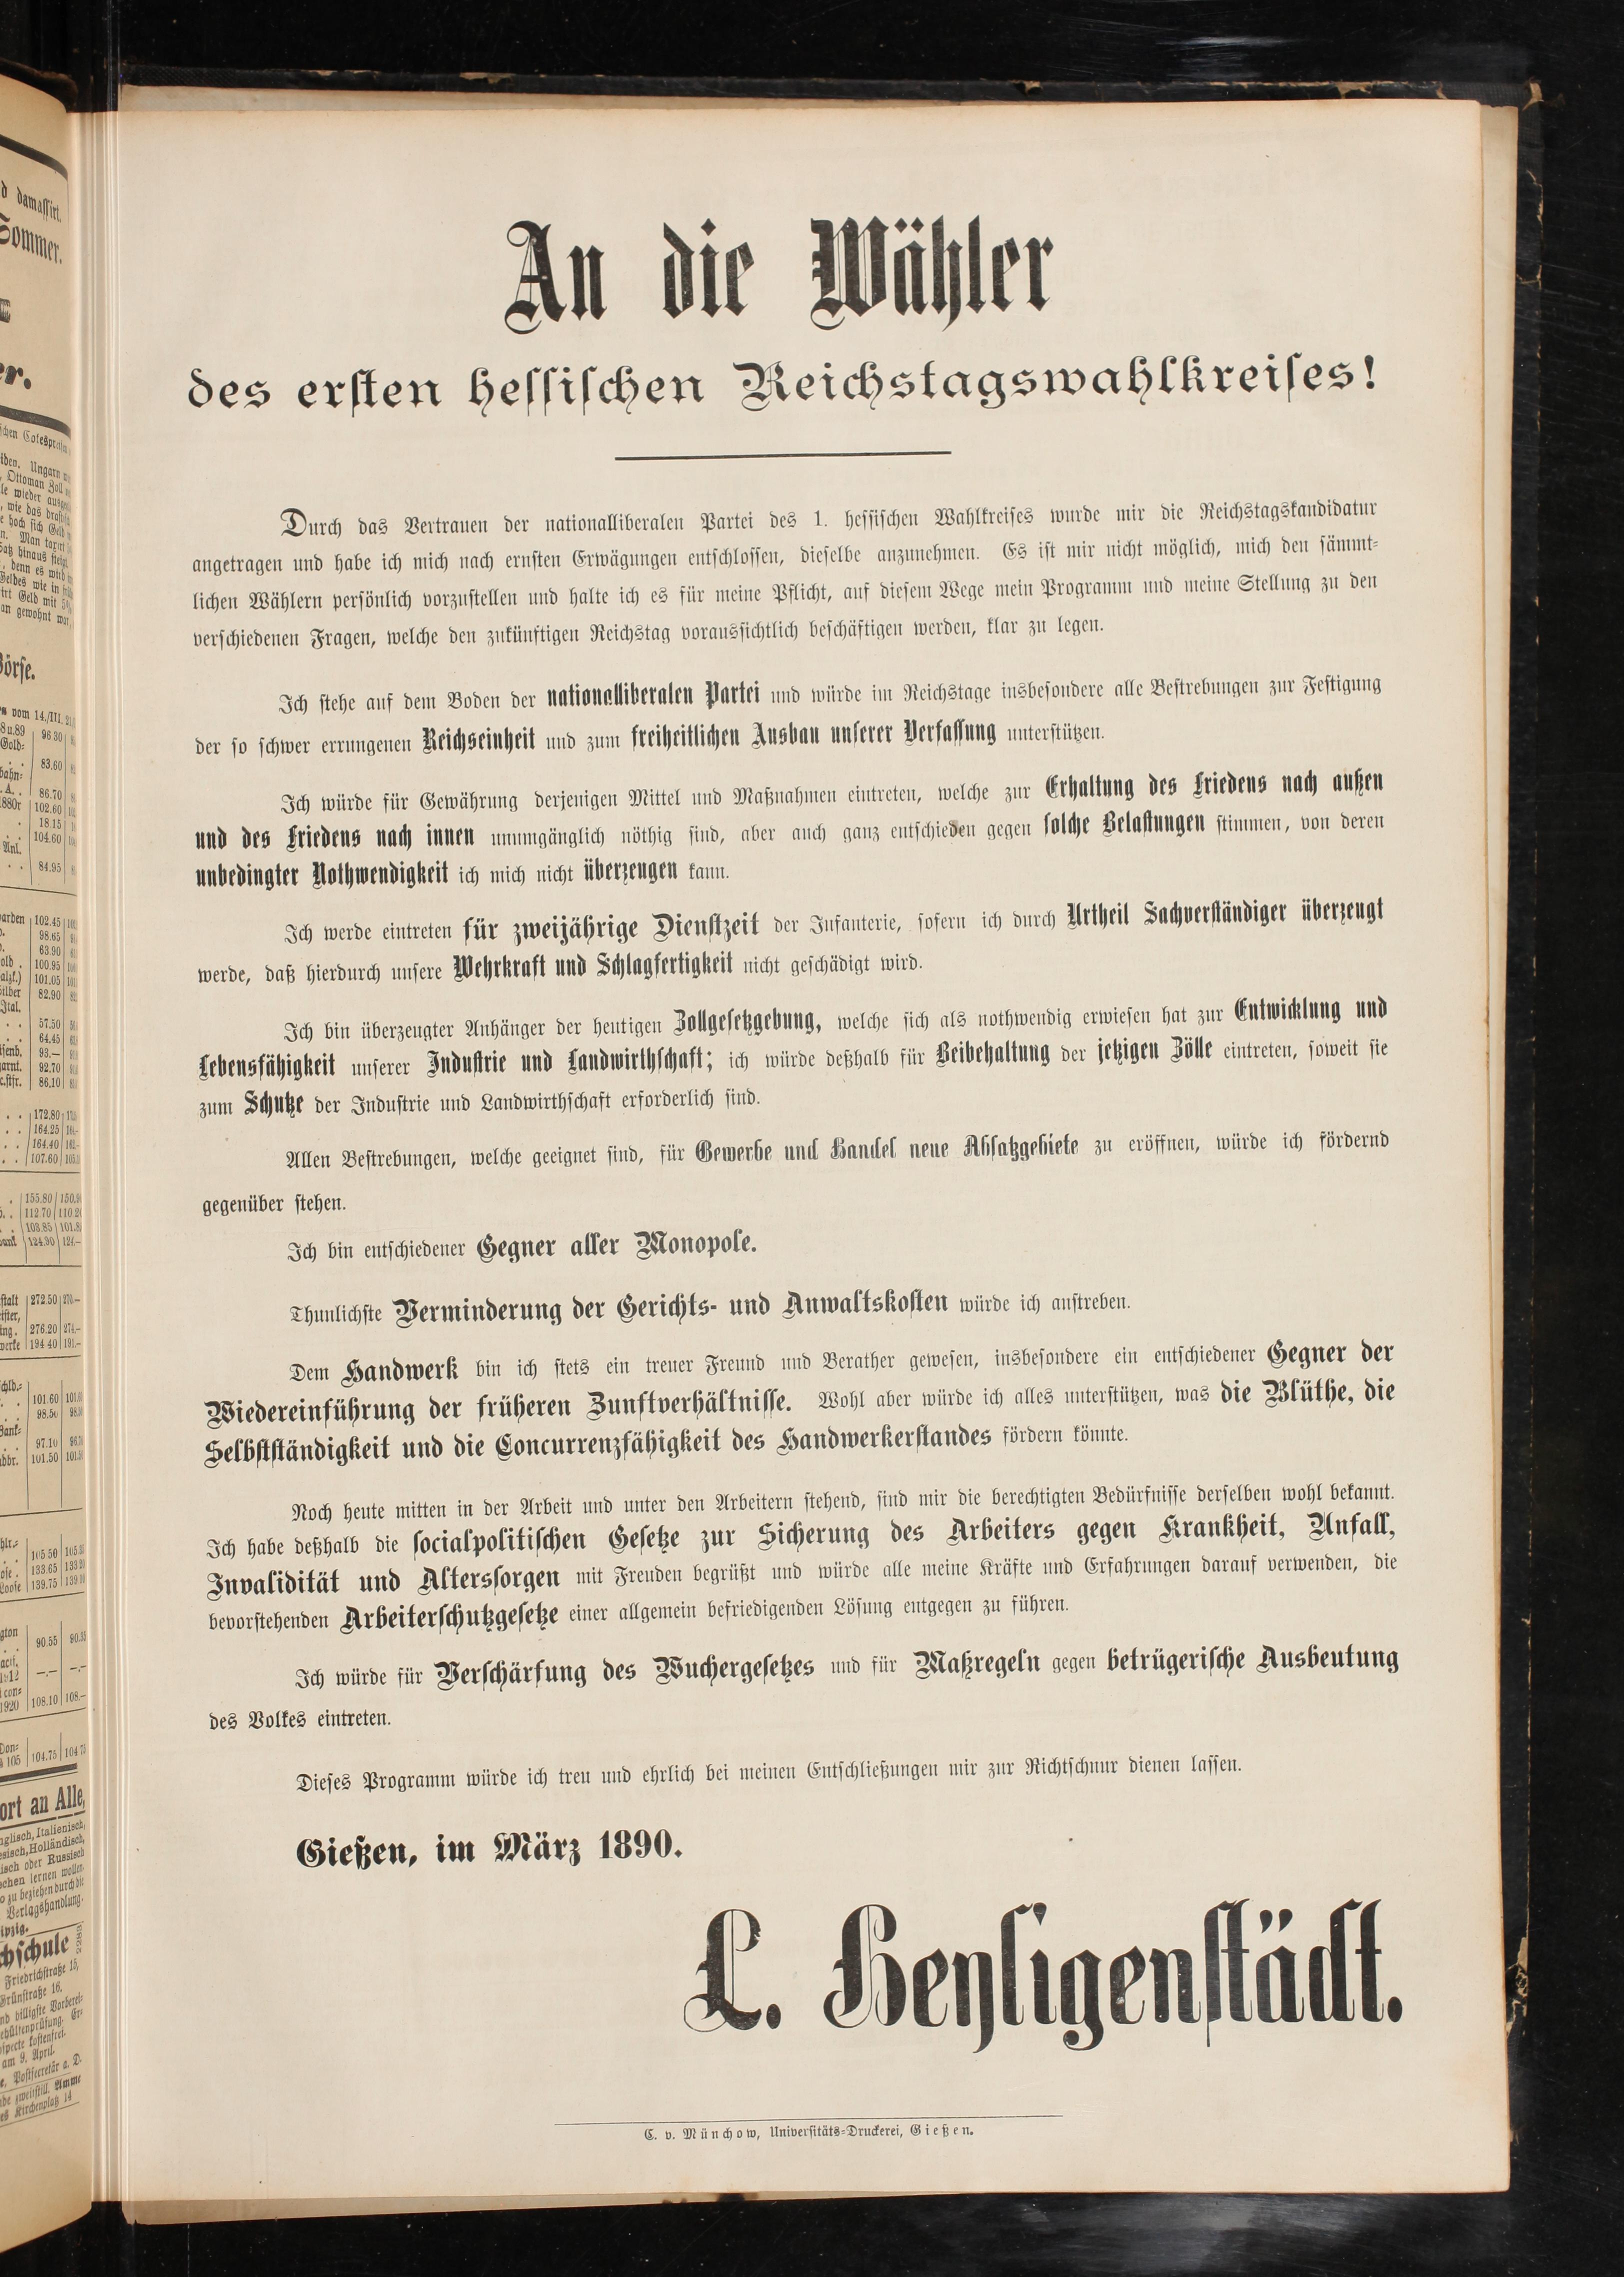 An die Wähler
des ersten hessischen Reichstagswahlkreises!
Durch das Vertrauen der nationalliberalen Partei des 1. hessischen Wahlkreises wurde mir die Reichstagskandidatur
angetragen und habe ich mich nach ernsten Erwägungen entschlossen, dieselbe anzunehmen. Es ist mir nicht möglich, mich den sämmt-
lichen Wählern persönlich vorzustellen und halte ich es für meine Pflicht, auf diesem Wege mein Programm und meine Stellung zu den
verschiedenen Fragen, welche den zukünftigen Reichstag voraussichtlich beschäftigen werden, klar zu legen.
Ich stehe auf dem Boden der nationalliberalen Partei und würde im Reichstage insbesondere alle Bestrebungen zur Festigung
der so schwer errungenen Reichseinheit und zum freiheitlichen Ausbau unserer Verfassung unterstützen.
Ich würde für Gewährung derjenigen Mittel und Maßnahmen eintreten, welche zur Erhaltung des Friedens nach außen
und des Friedens nach innen unumgänglich nöthig sind, aber auch ganz entschieden gegen solche Belastungen stimmen, von deren
unbedingter Nothwendigkeit ich mich nicht überzeugen kann.
Ich werde eintreten für zweijährige Dienstzeit der Infanterie, sofern ich durch Urtheil Sachverständiger überzeugt
werde, daß hierdurch unsere Wehrkraft und Schlagfertigkeit nicht geschädigt wird.
Ich bin überzeugter Anhänger der heutigen Zollgesetzgebung, welche sich als nothwendig erwiesen hat zur Entwicklung und
Lebensfähigkeit unserer Industrie und Landwirthschaft; ich würde deßhalb für Beibehaltung der jetzigen Zölle eintreten, soweit sie
zum Schutze der Industrie und Landwirthschaft erforderlich sind.
Allen Bestrebungen, welche geeignet sind, für Gewerbe und Handel neue Absatzgebiete zu eröffnen, würde ich fördernd
gegenüber stehen.
Ich bin entschiedener Gegner aller Monopole.
Thunlichste Verminderung der Gerichts- und Anwaltskosten würde ich anstreben.
Dem Handwerk bin ich stets ein treuer Freund und Berather gewesen, insbesondere ein entschiedener Gegner der
Wiedereinführung der früheren Zunftverhältnisse. Wohl aber würde ich alles unterstützen, was die Blüthe, die
Selbstständigkeit und die Concurrenzfähigkeit des Handwerkerstandes fördern könnte.
Noch heute mitten in der Arbeit und unter den Arbeitern stehend, sind mir die berechtigten Bedürfnisse derselben wohl bekannt.
Ich habe deßhalb die socialpolitischen Gesetze zur Sicherung des Arbeiters gegen Krankheit, Unfall,
Invalidität und Alterssorgen mit Freuden begrüßt und würde alle meine Kräfte und Erfahrungen darauf verwenden, die
bevorstehenden Arbeiterschutzgesetze einer allgemein befriedigenden Lösung entgegen zu führen.
Ich würde für Verschärfung des Wuchergesetzes und für Maßregeln gegen betrügerische Ausbeutung
des Volkes eintreten.
Dieses Programm würde ich treu und ehrlich bei meinen Entschließungen mir zur Richtschnur dienen lassen.
Gießen, im März 1890.
L. Heyligenstädt.
C. v. Münchow, Universitäts-Druckerei, Gießen.